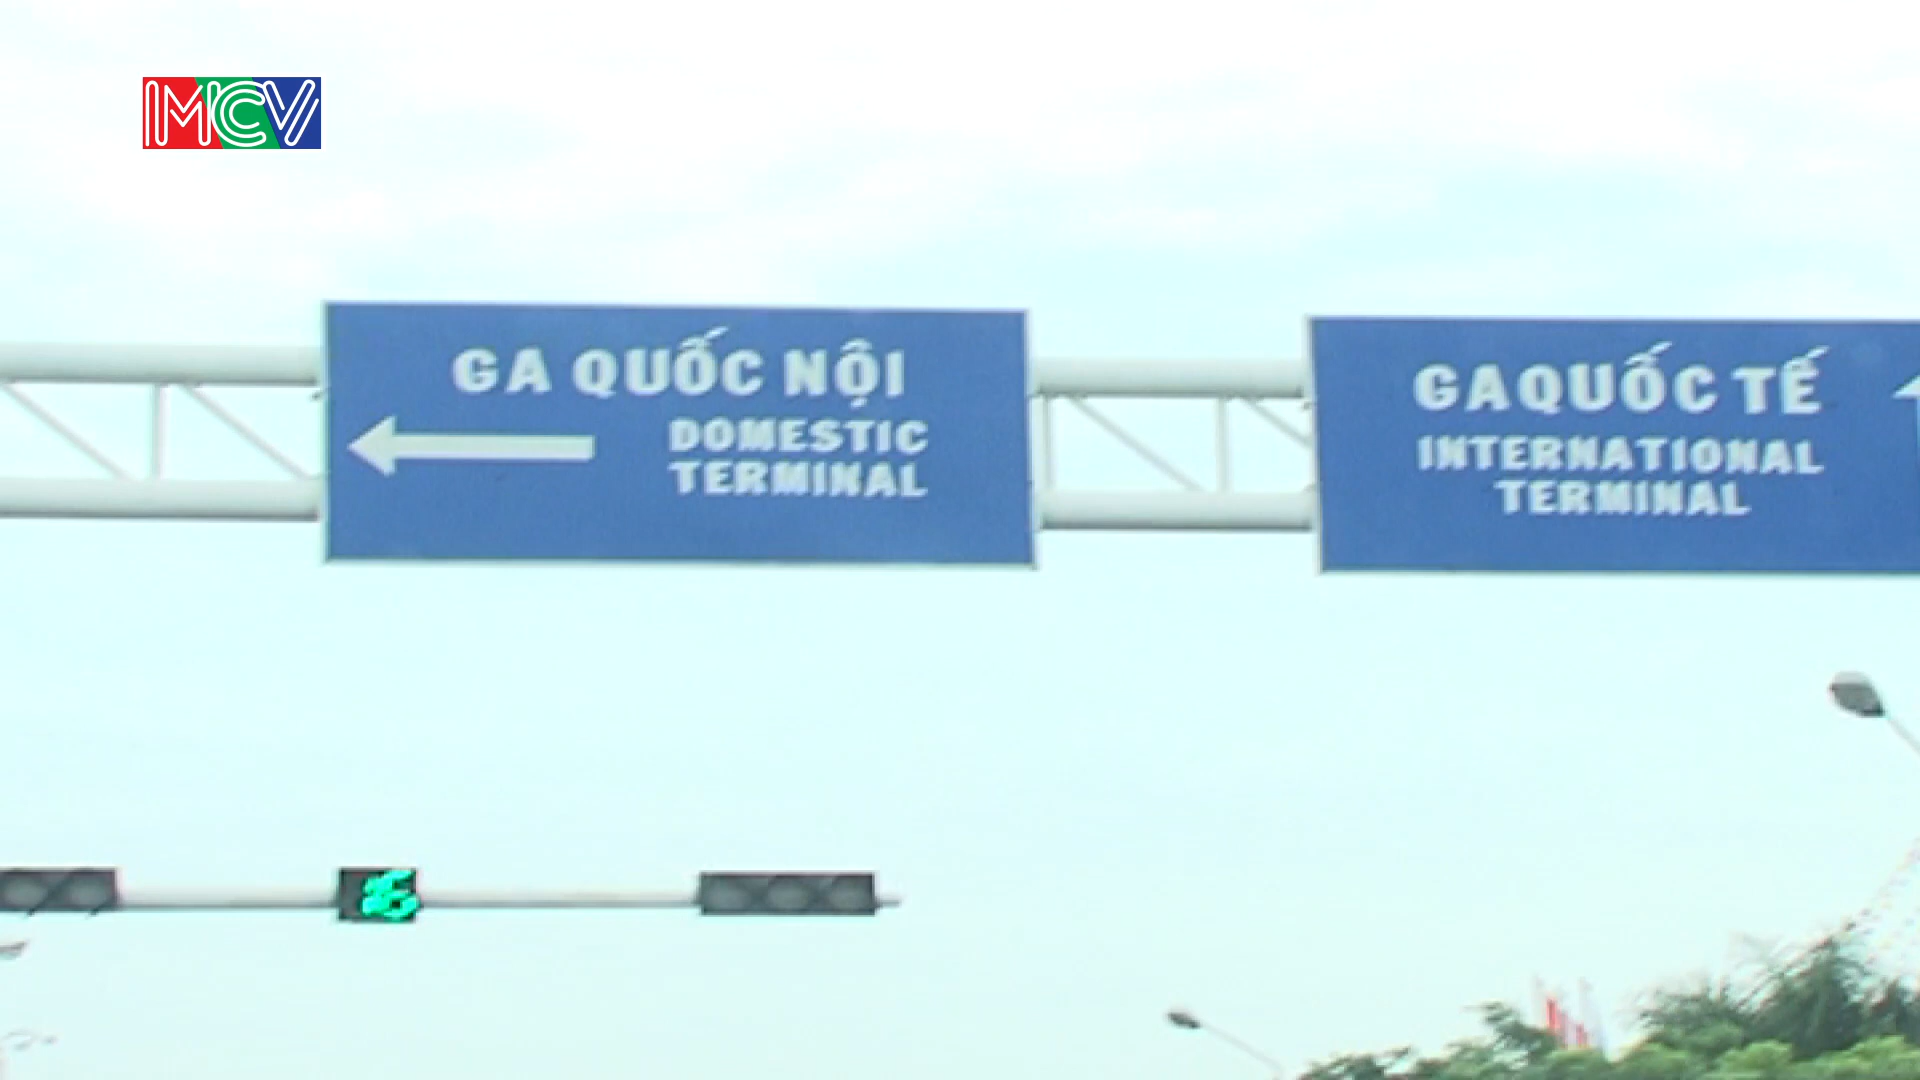 MCV
GA QUỐC NỘI
DOMESTIC
TERMINAL
GA QUỐC TẾ
INTERNATIONAL
TERMINAL